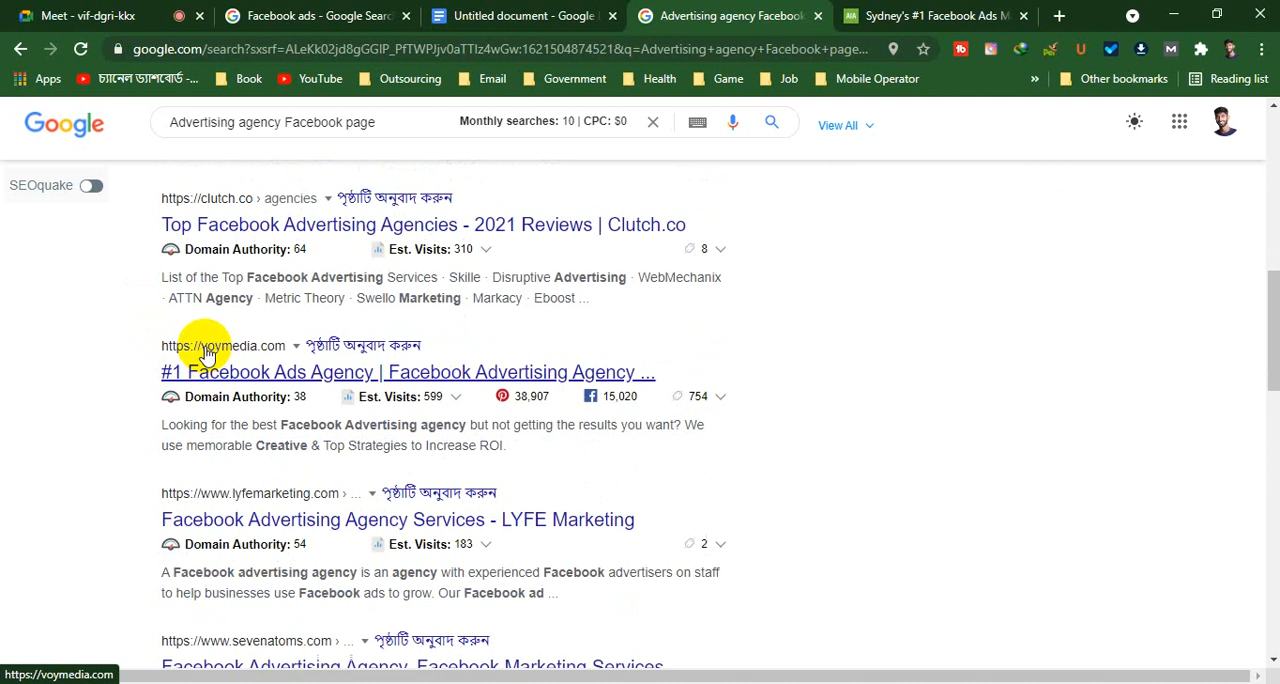 Meet - vif-dgri-kkx
Facebook ads - Google Searc
Untitled document - Google
Advertising agency Facebook
Sydney's #1 Facebook Ads M
google.com/search?sxsrf=ALeKk02jd8gGGIP_PfTWPJjv0aTTIz4wGw:1621504874521&q=Advertising+agency+Facebook+page...
Apps
চ্যানেল ড্যাশবোর্ড -...
Book
YouTube
Outsourcing
Email
Government
Health
Game
Job
Mobile Operator
»
Other bookmarks
Reading list
Google
Advertising agency Facebook page
Monthly searches: 10 | CPC: $0
View All
SEOquake
https://clutch.co › agencies পৃষ্ঠাটি অনুবাদ করুন
Top Facebook Advertising Agencies - 2021 Reviews | Clutch.co
Domain Authority: 64 Est. Visits: 310 8
List of the Top Facebook Advertising Services · Skille · Disruptive Advertising · WebMechanix
· ATTN Agency · Metric Theory · Swello Marketing · Markacy · Eboost ...
https://voymedia.com পৃষ্ঠাটি অনুবাদ করুন
#1 Facebook Ads Agency | Facebook Advertising Agency ...
Domain Authority: 38 Est. Visits: 599 38,907 15,020 754
Looking for the best Facebook Advertising agency but not getting the results you want? We
use memorable Creative & Top Strategies to Increase ROI.
https://www.lyfemarketing.com › ... পৃষ্ঠাটি অনুবাদ করুন
Facebook Advertising Agency Services - LYFE Marketing
Domain Authority: 54 Est. Visits: 183 2
A Facebook advertising agency is an agency with experienced Facebook advertisers on staff
to help businesses use Facebook ads to grow. Our Facebook ad ...
https://www.sevenatoms.com › ... পৃষ্ঠাটি অনুবাদ করুন
Facebook Advertising Agency, Facebook Marketing Services
https://voymedia.com